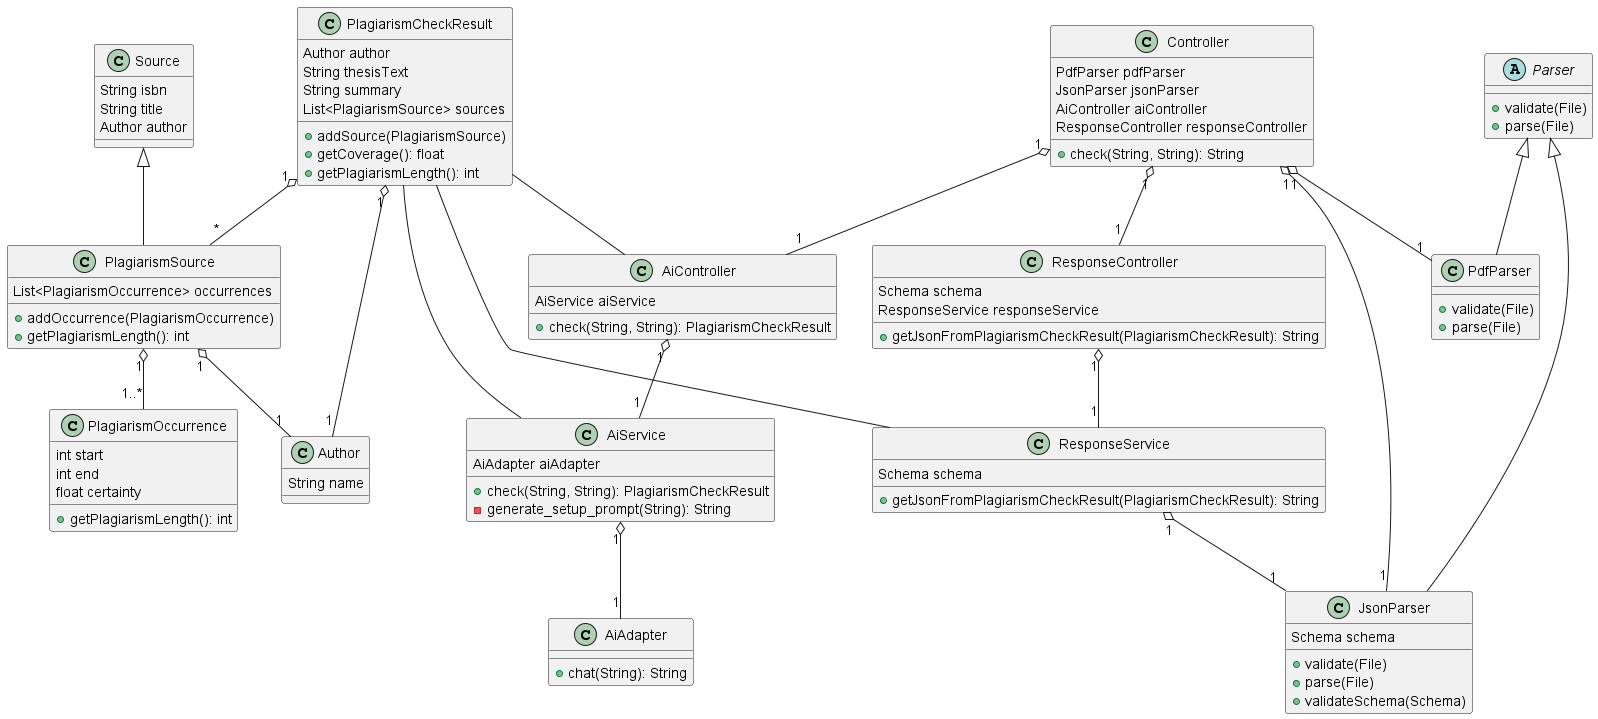 C Source
String isbn
String title
Author author
C PlagiarismCheckResult
Author author
String thesisText
String summary
List<PlagiarismSource> sources
addSource(PlagiarismSource)
getCoverage(): float
getPlagiarismLength(): int
C Controller
PdfParser pdfParser
JsonParser jsonParser
AiController aiController
ResponseController responseController
check(String, String): String
A Parser
validate(File)
parse(File)
1
*
1
1
1
1
1
1
1
1
C PlagiarismSource
List<PlagiarismOccurrence> occurrences
addOccurrence(PlagiarismOccurrence)
getPlagiarismLength(): int
C AiController
AiService aiService
check(String, String): PlagiarismCheckResult
C ResponseController
Schema schema
ResponseService responseService
getJsonFromPlagiarismCheckResult(PlagiarismCheckResult): String
C PdfParser
validate(File)
parse(File)
1
1..*
1
1
1
1
1
1
1
C PlagiarismOccurrence
int start
int end
float certainty
getPlagiarismLength(): int
C Author
String name
C AiService
AiAdapter aiAdapter
check(String, String): PlagiarismCheckResult
generate_setup_prompt(String): String
C ResponseService
Schema schema
getJsonFromPlagiarismCheckResult(PlagiarismCheckResult): String
1
1
1
1
1
C AiAdapter
chat(String): String
C JsonParser
Schema schema
validate(File)
parse(File)
validateSchema(Schema)